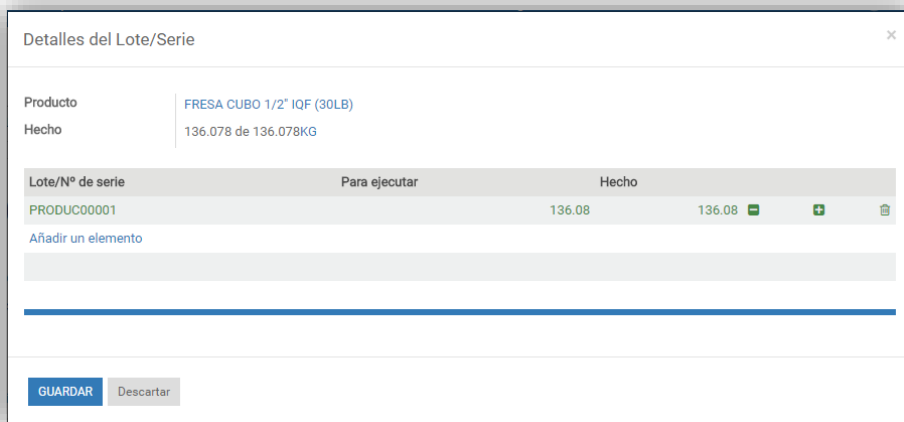 Detalles del Lote/Serie
×
Producto FRESA CUBO 1/2" IQF (30LB)
Hecho 136.078 de 136.078KG
Lote/Nº de serie Para ejecutar Hecho
PRODUC00001 136.08 136.08
Añadir un elemento
GUARDAR Descartar